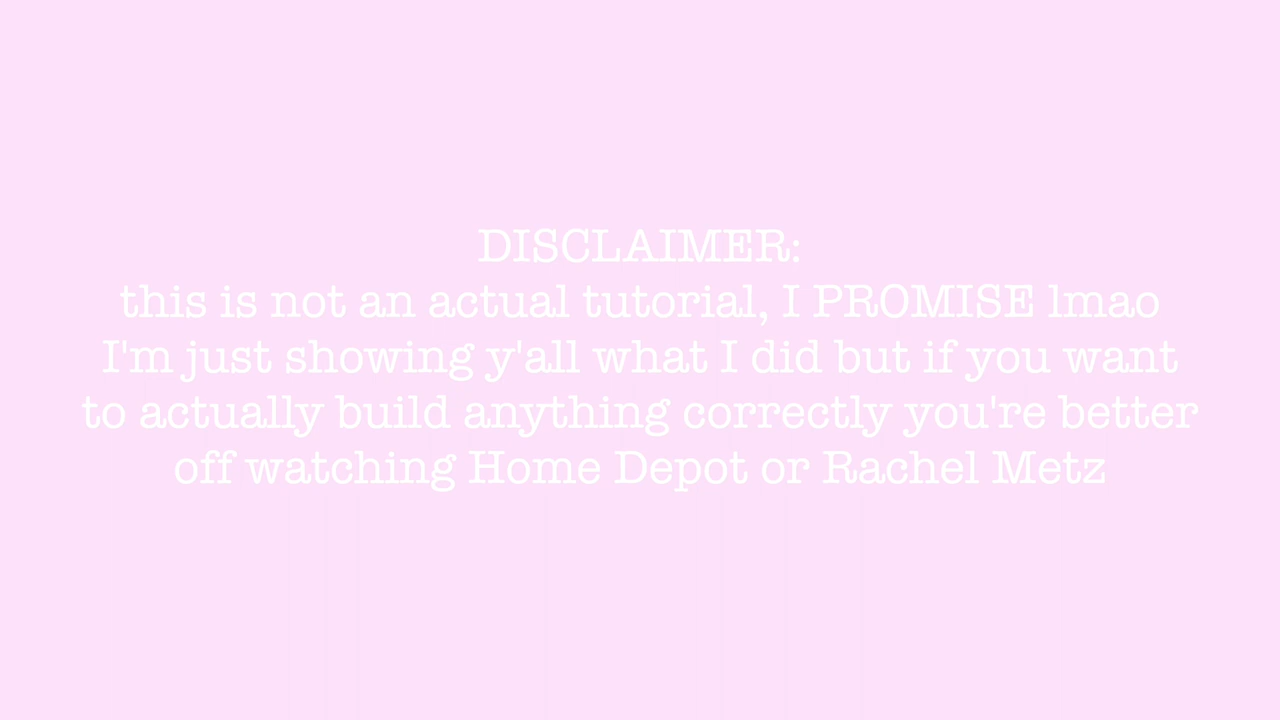 DISCLAIMER:
this is not an actual tutorial, I PROMISE lmao
I'm just showing y'all what I did but if you want
to actually build anything correctly you're better
off watching Home Depot or Rachel Metz